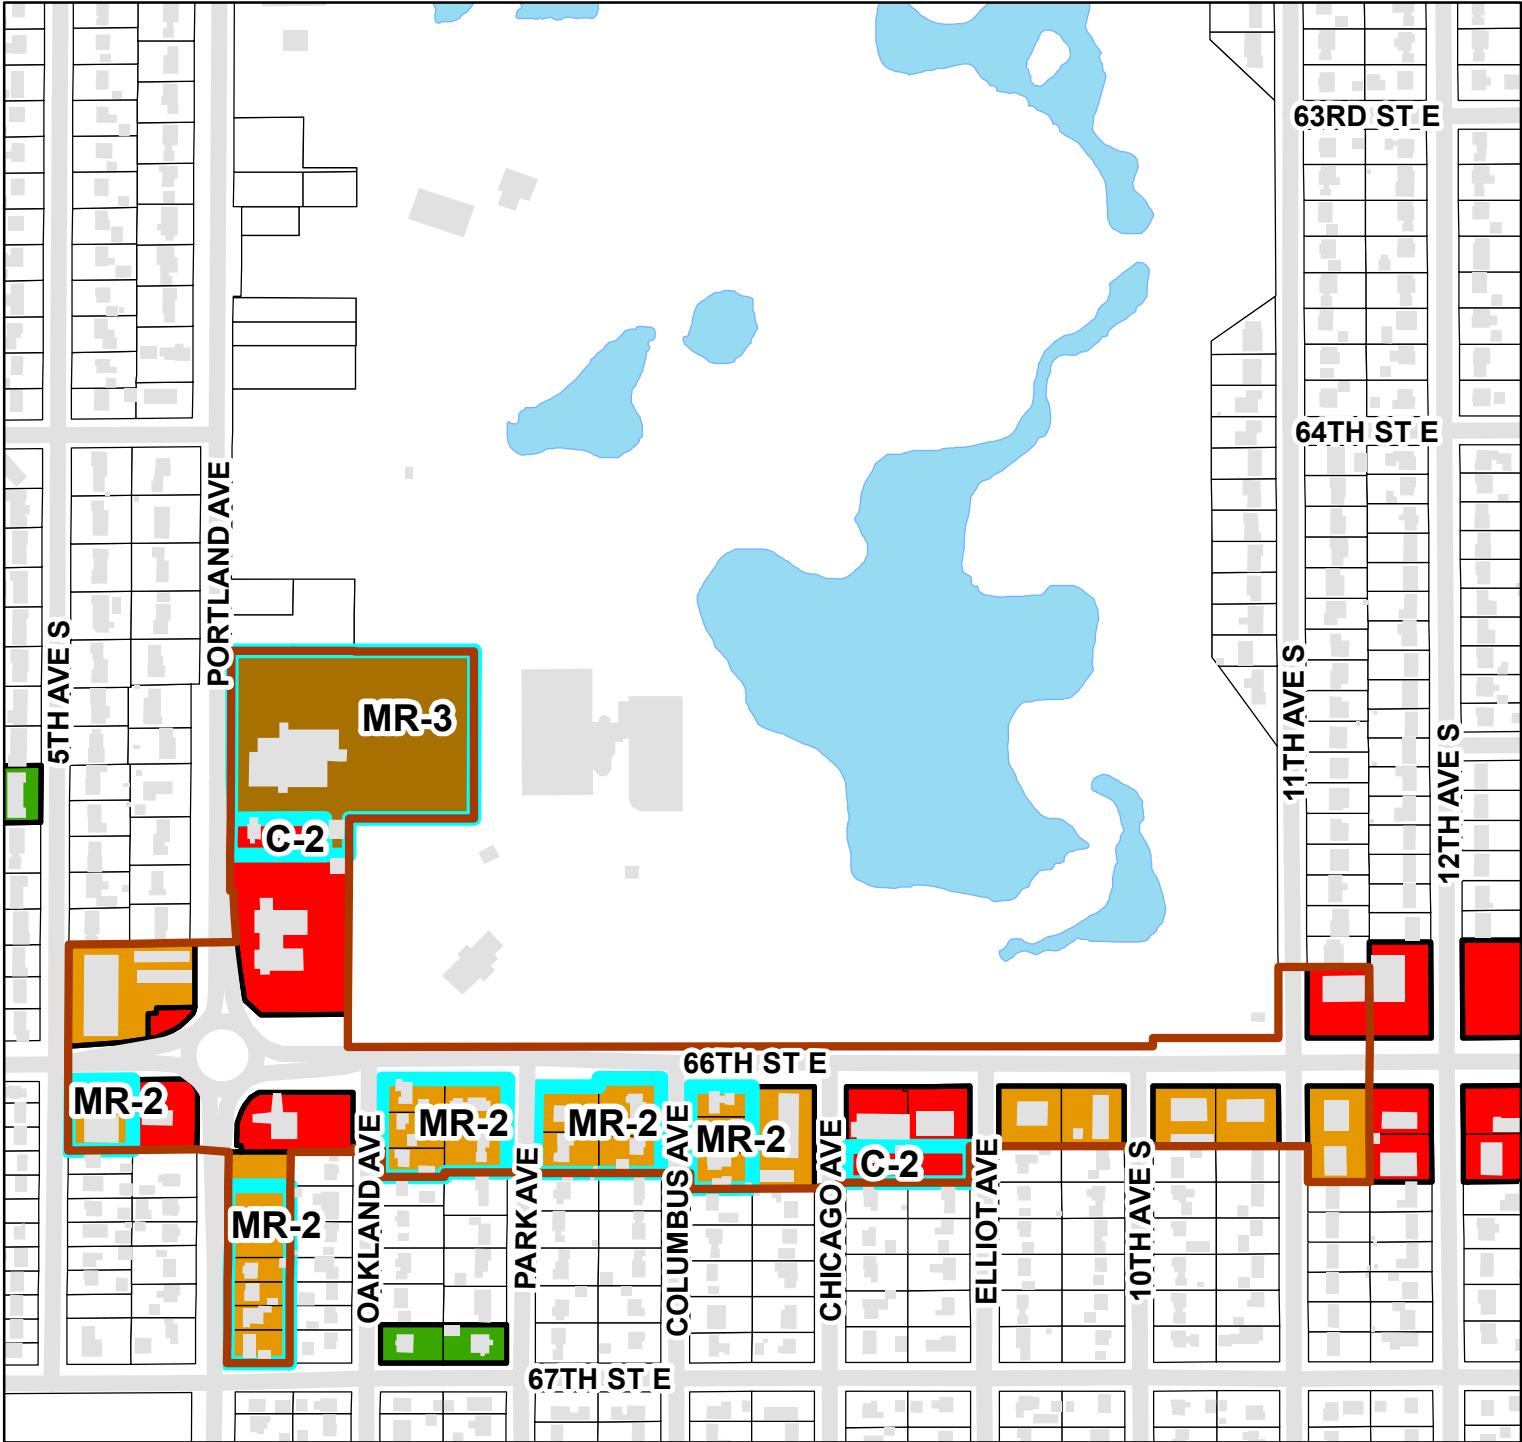 63RD ST E
64TH ST E
PORTLAND AVE
5TH AVE S
11TH AVE S
MR-3
12TH AVE S
C-2
66TH ST E
MR-2
MR-2
MR-2
MR-2
C-2
MR-2
OAKLAND AVE
PARK AVE
COLUMBUS AVE
CHICAGO AVE
ELLIOT AVE
10TH AVE S
67TH ST E